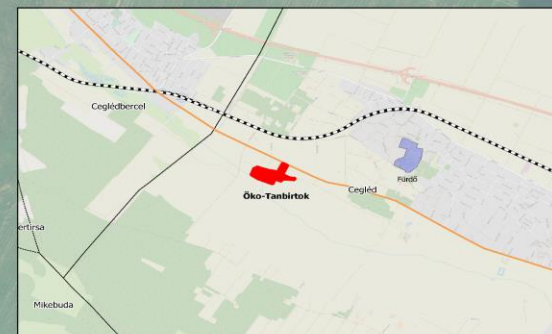 Ceglédbercel
Fürdő
Öko-Tanbirtok
Cegléd
ertirsa
Mikebuda